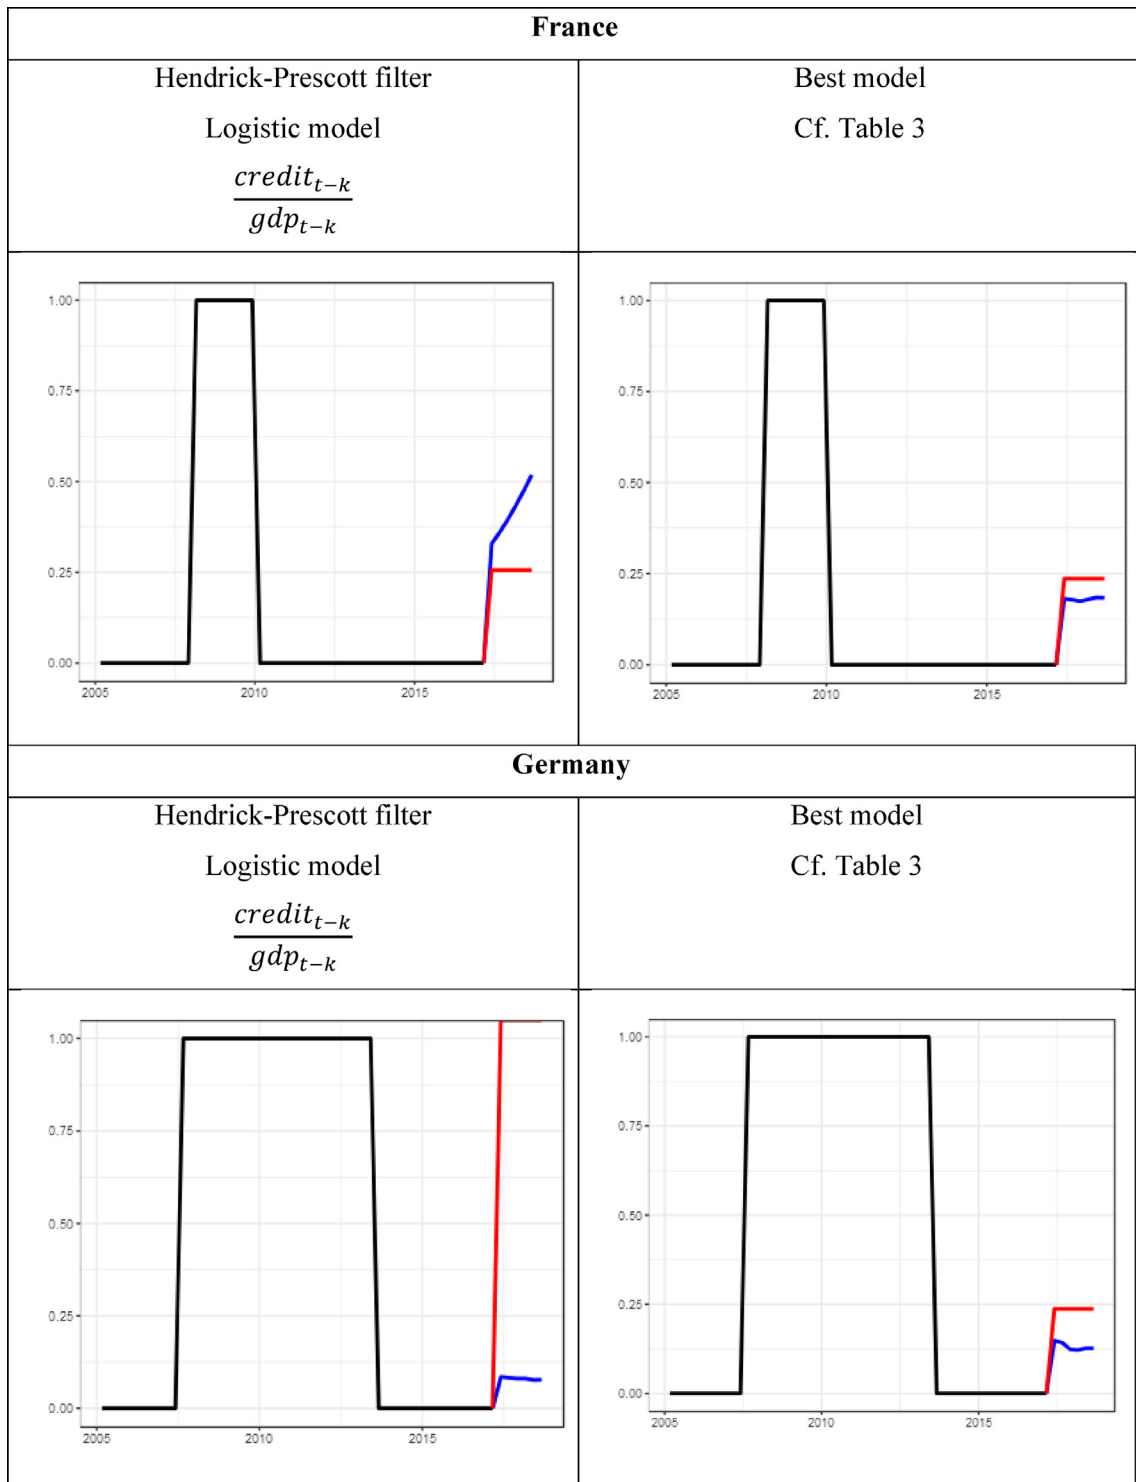 France
Hendrick-Prescott filter
Logistic model
credit_{t−k}
gdp_{t−k}
Best model
Cf. Table 3
1.00
0.75
0.50
0.25
0.00
2005
2010
2015
1.00
0.75
0.50
0.25
0.00
2005
2010
2015
Germany
Hendrick-Prescott filter
Logistic model
credit_{t−k}
gdp_{t−k}
Best model
Cf. Table 3
1.00
0.75
0.50
0.25
0.00
2005
2010
2015
1.00
0.75
0.50
0.25
0.00
2005
2010
2015